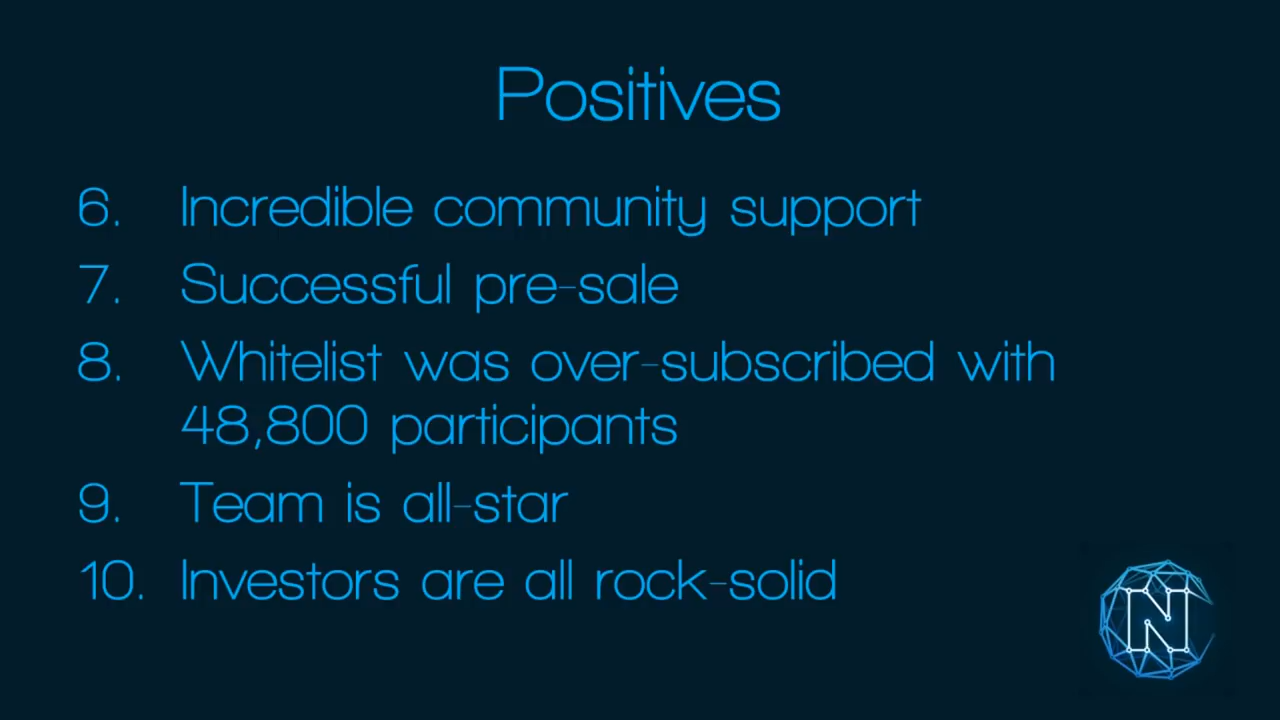 Positives
6. Incredible community support
7. Successful pre-sale
8. Whitelist was over-subscribed with
48,800 participants
9. Team is all-star
10. Investors are all rock-solid
N